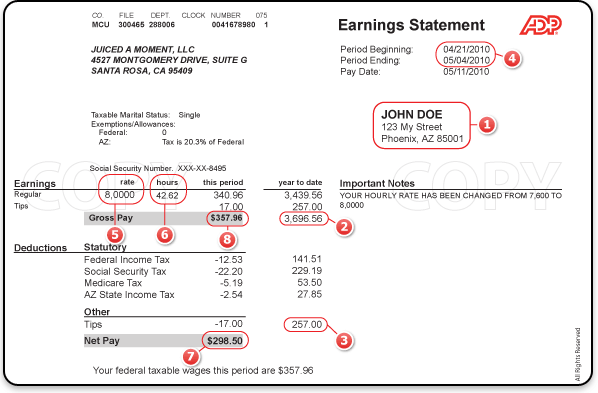 CO. FILE DEPT. CLOCK NUMBER 075
MCU 300465 288006 0041678980 1
JUICED A MOMENT, LLC
4527 MONTGOMERY DRIVE, SUITE G
SANTA ROSA, CA 95409
Earnings Statement ADP
Period Beginning: 04/21/2010
Period Ending: 05/04/2010 4
Pay Date: 05/11/2010
Taxable Marital Status: Single
Exemptions/Allowances:
Federal: 0
AZ: Tax is 20.3% of Federal
JOHN DOE 1
123 My Street
Phoenix, AZ 85001
Social Security Number: XXX-XX-8495
COPY COPY
Earnings rate hours this period year to date Important Notes
Regular 8,0000 42.62 340.96 3,439.56 YOUR HOURLY RATE HAS BEEN CHANGED FROM 7,600 TO
8,0000
Tips 17.00 257.00
Gross Pay $357.96 3,696.56 2
5 6 8
Deductions Statutory
Federal Income Tax -12.53 141.51
Social Security Tax -22.20 229.19
Medicare Tax -5.19 53.50
AZ State Income Tax -2.54 27.85
Other
Tips -17.00 257.00 3
Net Pay $298.50
7
Your federal taxable wages this period are $357.96
All Rights Reserved